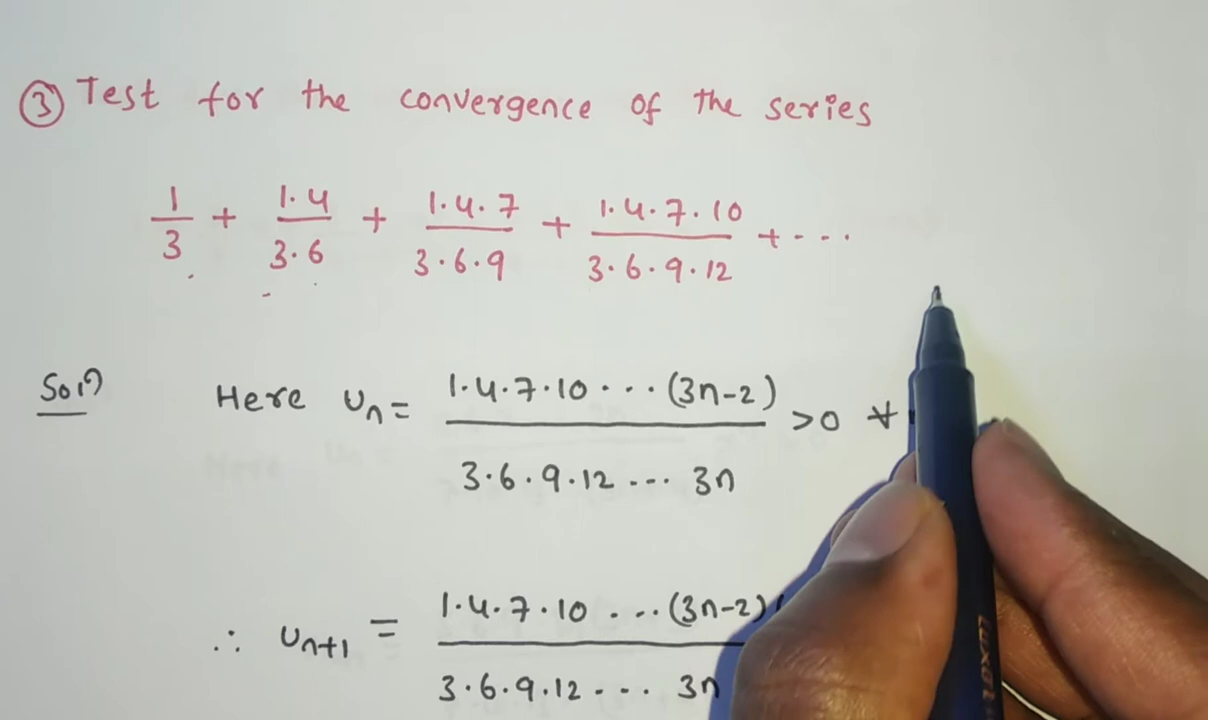 ③ Test for the convergence of the series
1/3 + 1.4/3.6 + 1.4.7/3.6.9 + 1.4.7.10/3.6.9.12 + ...
Solⁿ Here Uₙ = 1.4.7.10...(3n-2)/3.6.9.12...3n >0 ∀
∴ Uₙ₊₁ = 1.4.7.10...(3n-2)/3.6.9.12...3n
LUXOR